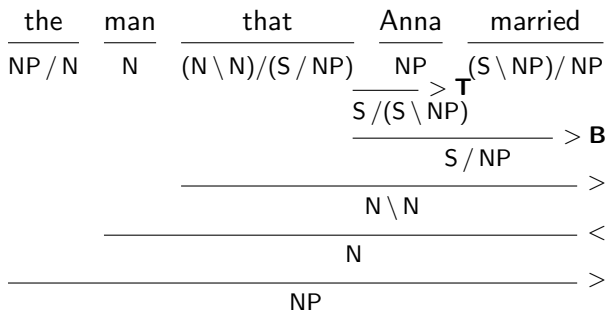 the man that Anna married
NP / N N (N \ N)/(S / NP) NP (S \ NP)/ NP
> T
S /(S \ NP)
> B
S / NP
>
N \ N
<
N
>
NP